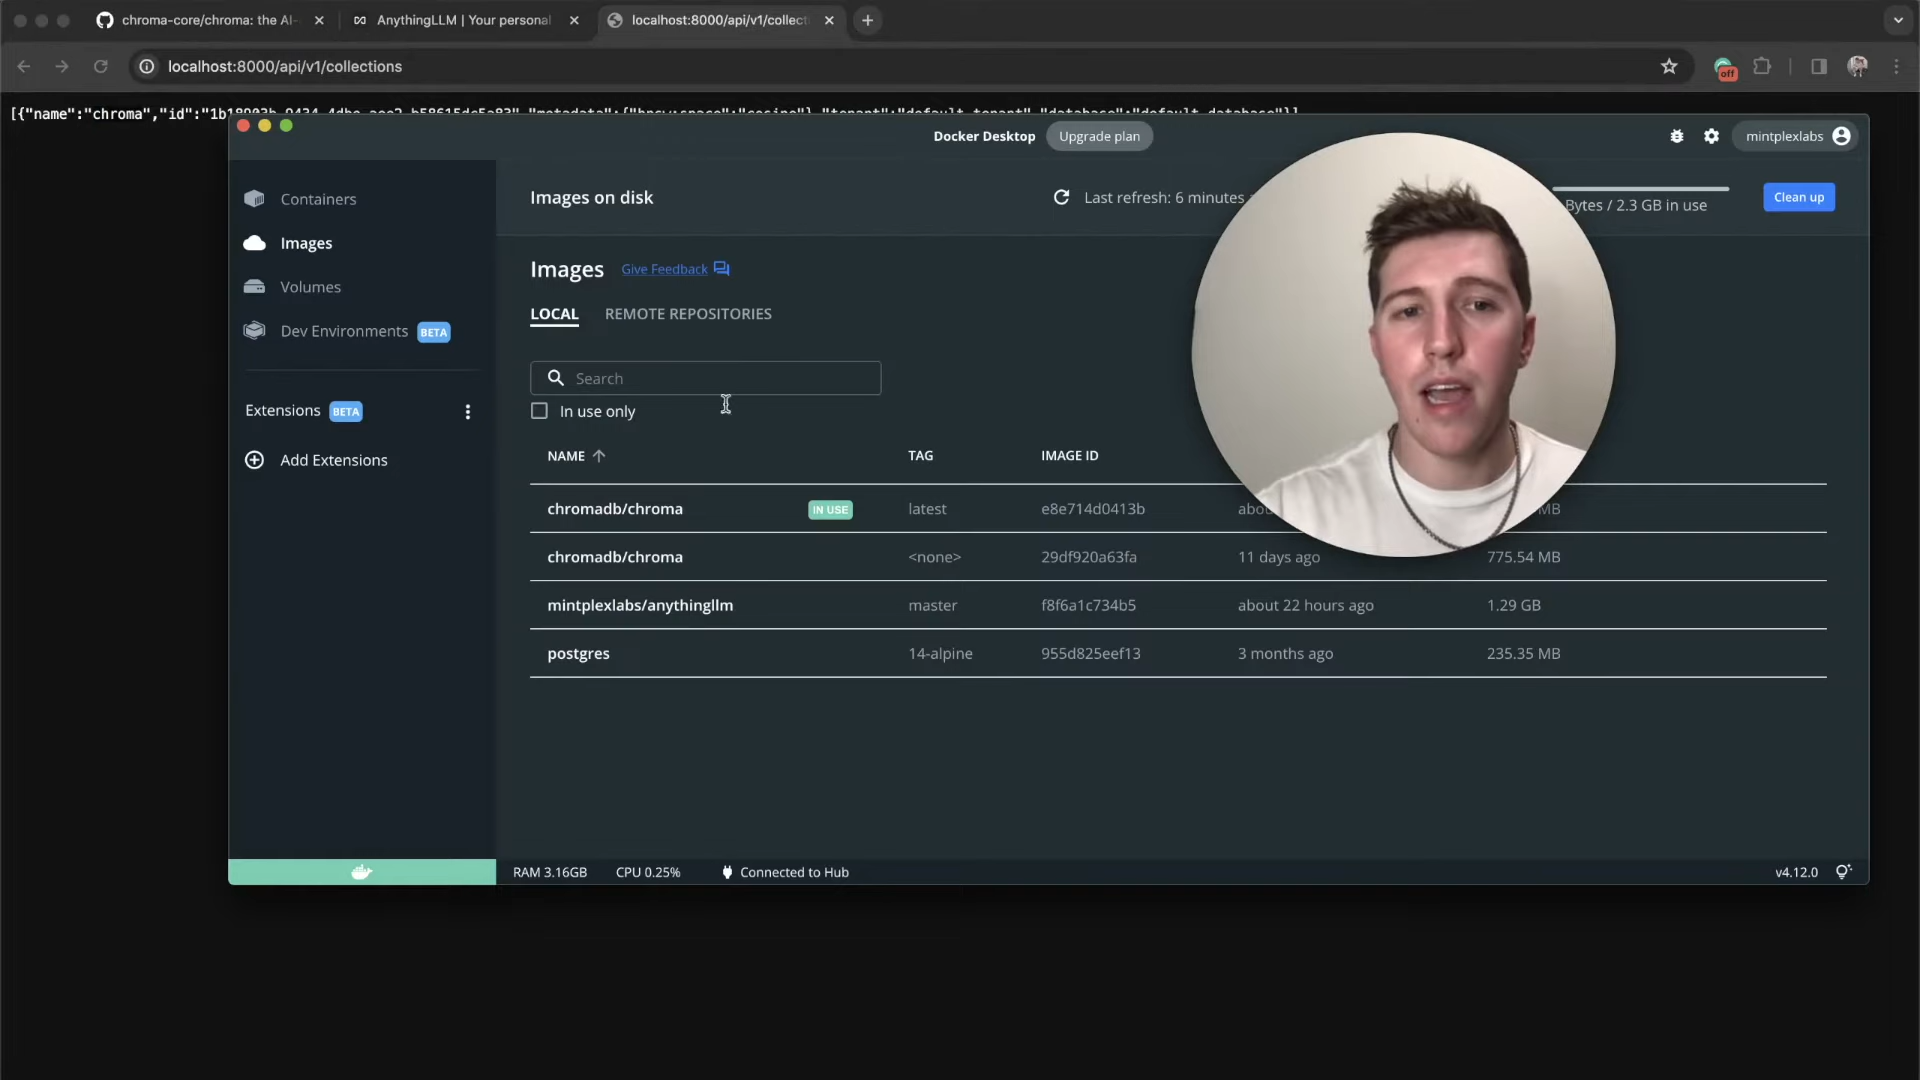 chroma-core/chroma: the AI-
AnythingLLM | Your personal
localhost:8000/api/v1/collect
localhost:8000/api/v1/collections
off
[{"name":"chroma","id":"
Docker Desktop
Upgrade plan
mintplexlabs
Containers
Images
Volumes
Dev Environments BETA
Extensions BETA
Add Extensions
Images on disk
Last refresh: 6 minutes
Bytes / 2.3 GB in use
Clean up
Images
Give Feedback
LOCAL
REMOTE REPOSITORIES
Search
In use only
NAME TAG IMAGE ID
chromadb/chroma IN USE latest e8e714d0413b MB
chromadb/chroma <none> 29df920a63fa 11 days ago 775.54 MB
mintplexlabs/anythingllm master f8f6a1c734b5 about 22 hours ago 1.29 GB
postgres 14-alpine 955d825eef13 3 months ago 235.35 MB
RAM 3.16GB CPU 0.25% Connected to Hub
v4.12.0